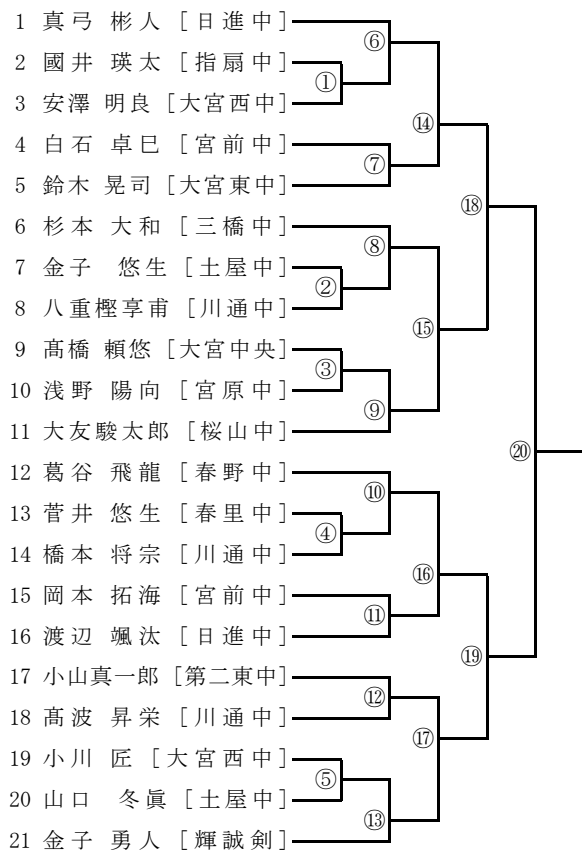 1 真弓 彬人 [日進中]
⑥
2 國井 瑛太 [指扇中]
①
3 安澤 明良 [大宮西中]
⑭
4 白石 卓巳 [宮前中]
⑦
5 鈴木 晃司 [大宮東中]
⑱
6 杉本 大和 [三橋中]
⑧
7 金子 悠生 [土屋中]
②
8 八重樫享甫 [川通中]
⑮
9 髙橋 頼悠 [大宮中央]
③
10 浅野 陽向 [宮原中]
⑨
11 大友駿太郎 [桜山中]
⑳
12 葛谷 飛龍 [春野中]
⑩
13 菅井 悠生 [春里中]
④
14 橋本 将宗 [川通中]
⑯
15 岡本 拓海 [宮前中]
⑪
16 渡辺 颯汰 [日進中]
⑲
17 小山真一郎 [第二東中]
⑫
18 髙波 昇栄 [川通中]
⑰
19 小川 匠 [大宮西中]
⑤
20 山口 冬眞 [土屋中]
⑬
21 金子 勇人 [輝誠剣]